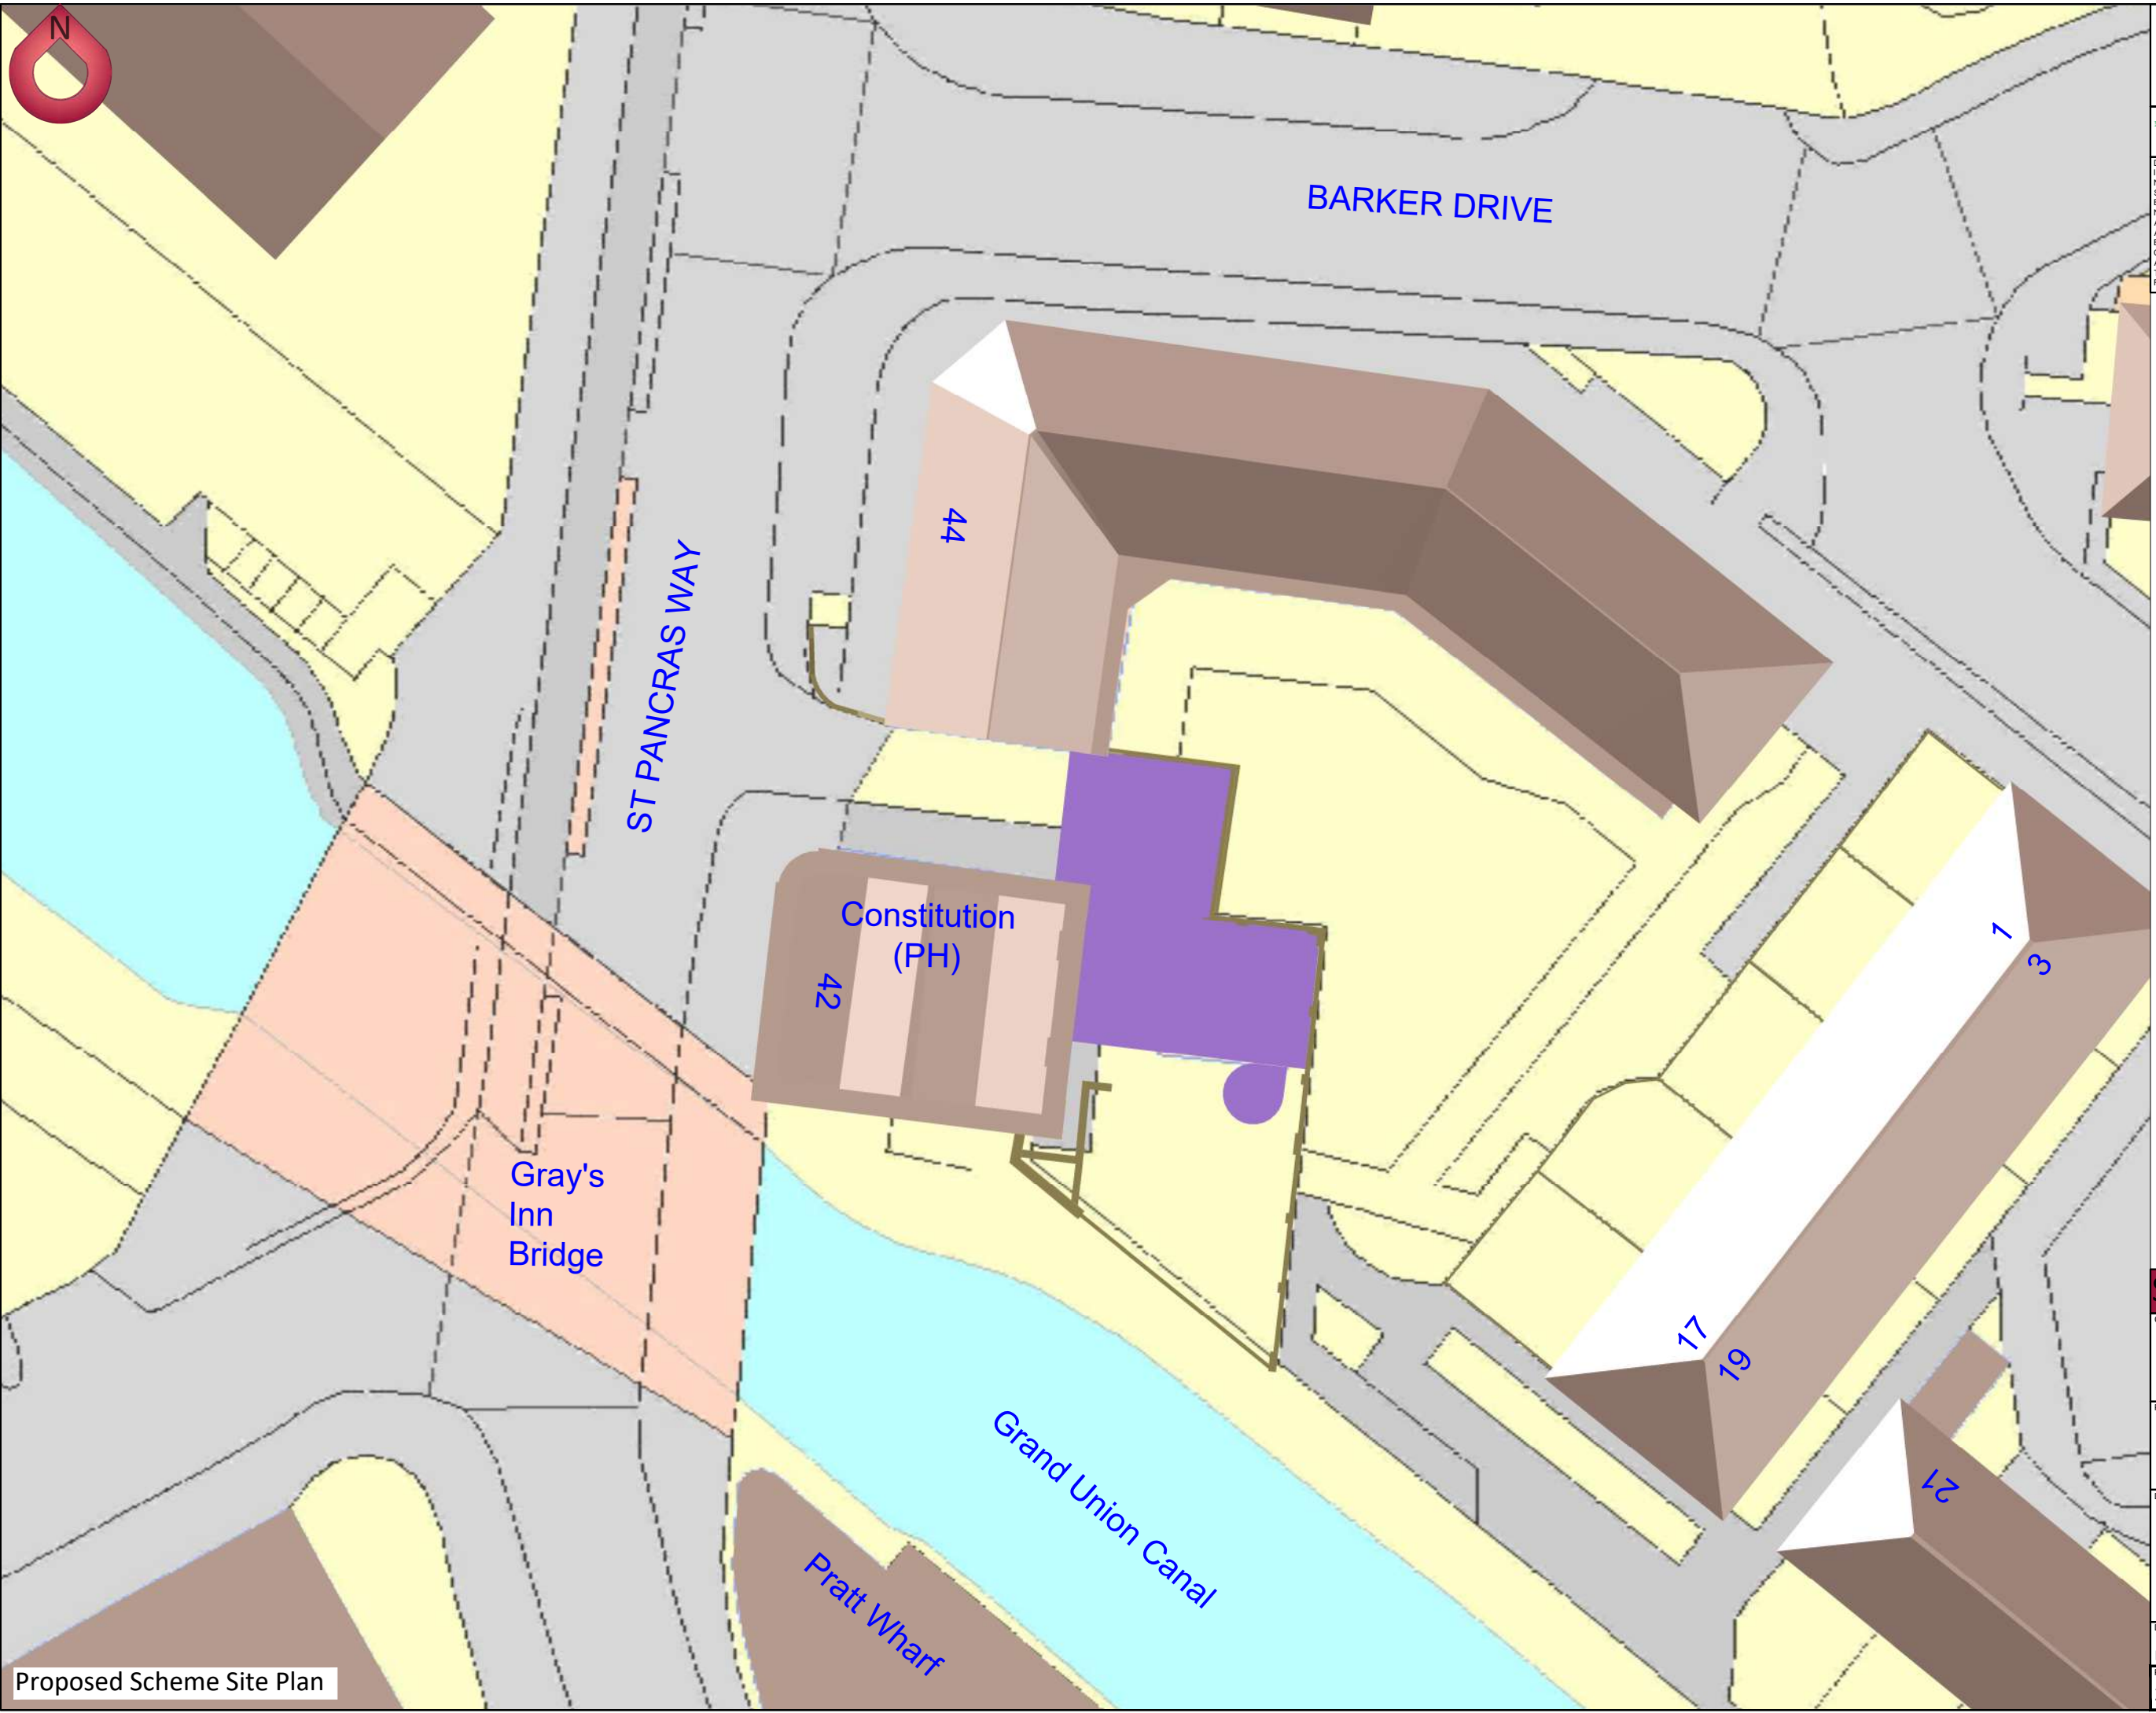 N
BARKER DRIVE
44
ST PANCRAS WAY
Constitution
(PH)
42
1
3
Gray's
Inn
Bridge
17
19
Grand Union Canal
21
Pratt Wharf
Proposed Scheme Site Plan